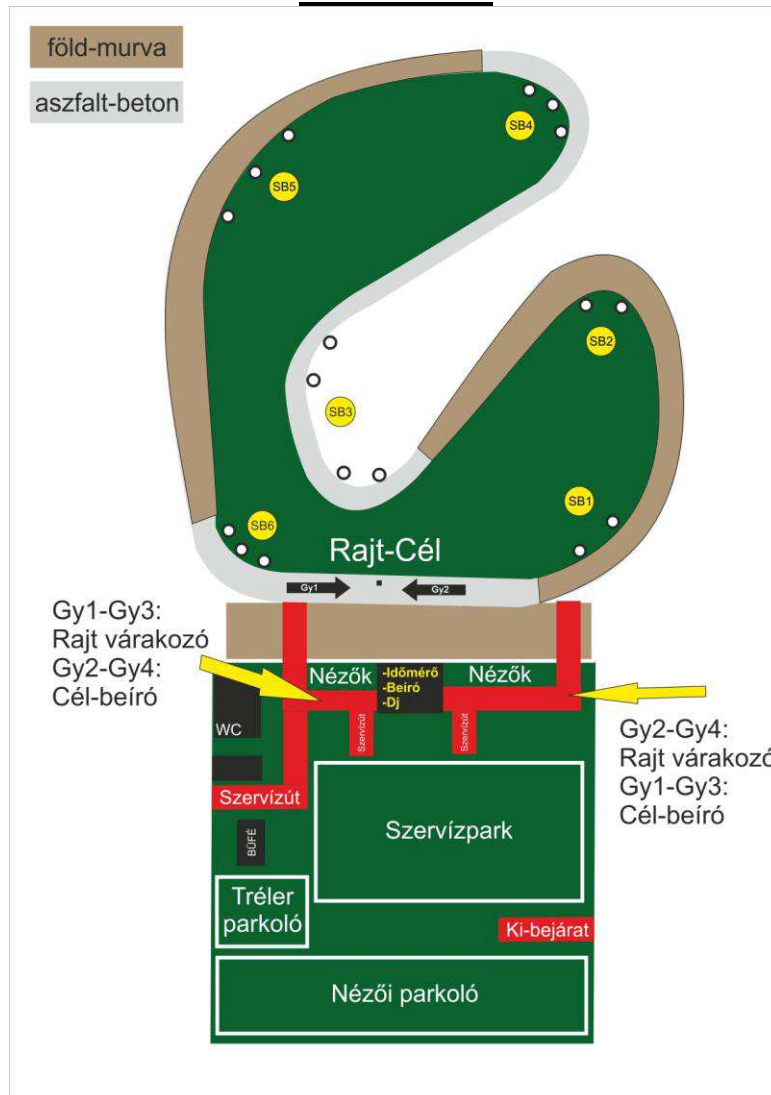 föld-murva
aszfalt-beton
SB4
SB5
SB2
SB3
SB1
SB6
Rajt-Cél
Gy1
Gy2
Gy1-Gy3:
Rajt várakozó
Gy2-Gy4:
Cél-beíró
Nézők
-Időmérő
-Beíró
-Dj
Nézők
WC
Szervízút
Szervízút
Gy2-Gy4:
Rajt várakozó
Gy1-Gy3:
Cél-beíró
Szervízút
Szervízpark
BÜFÉ
Tréler
parkoló
Ki-bejárat
Nézői parkoló